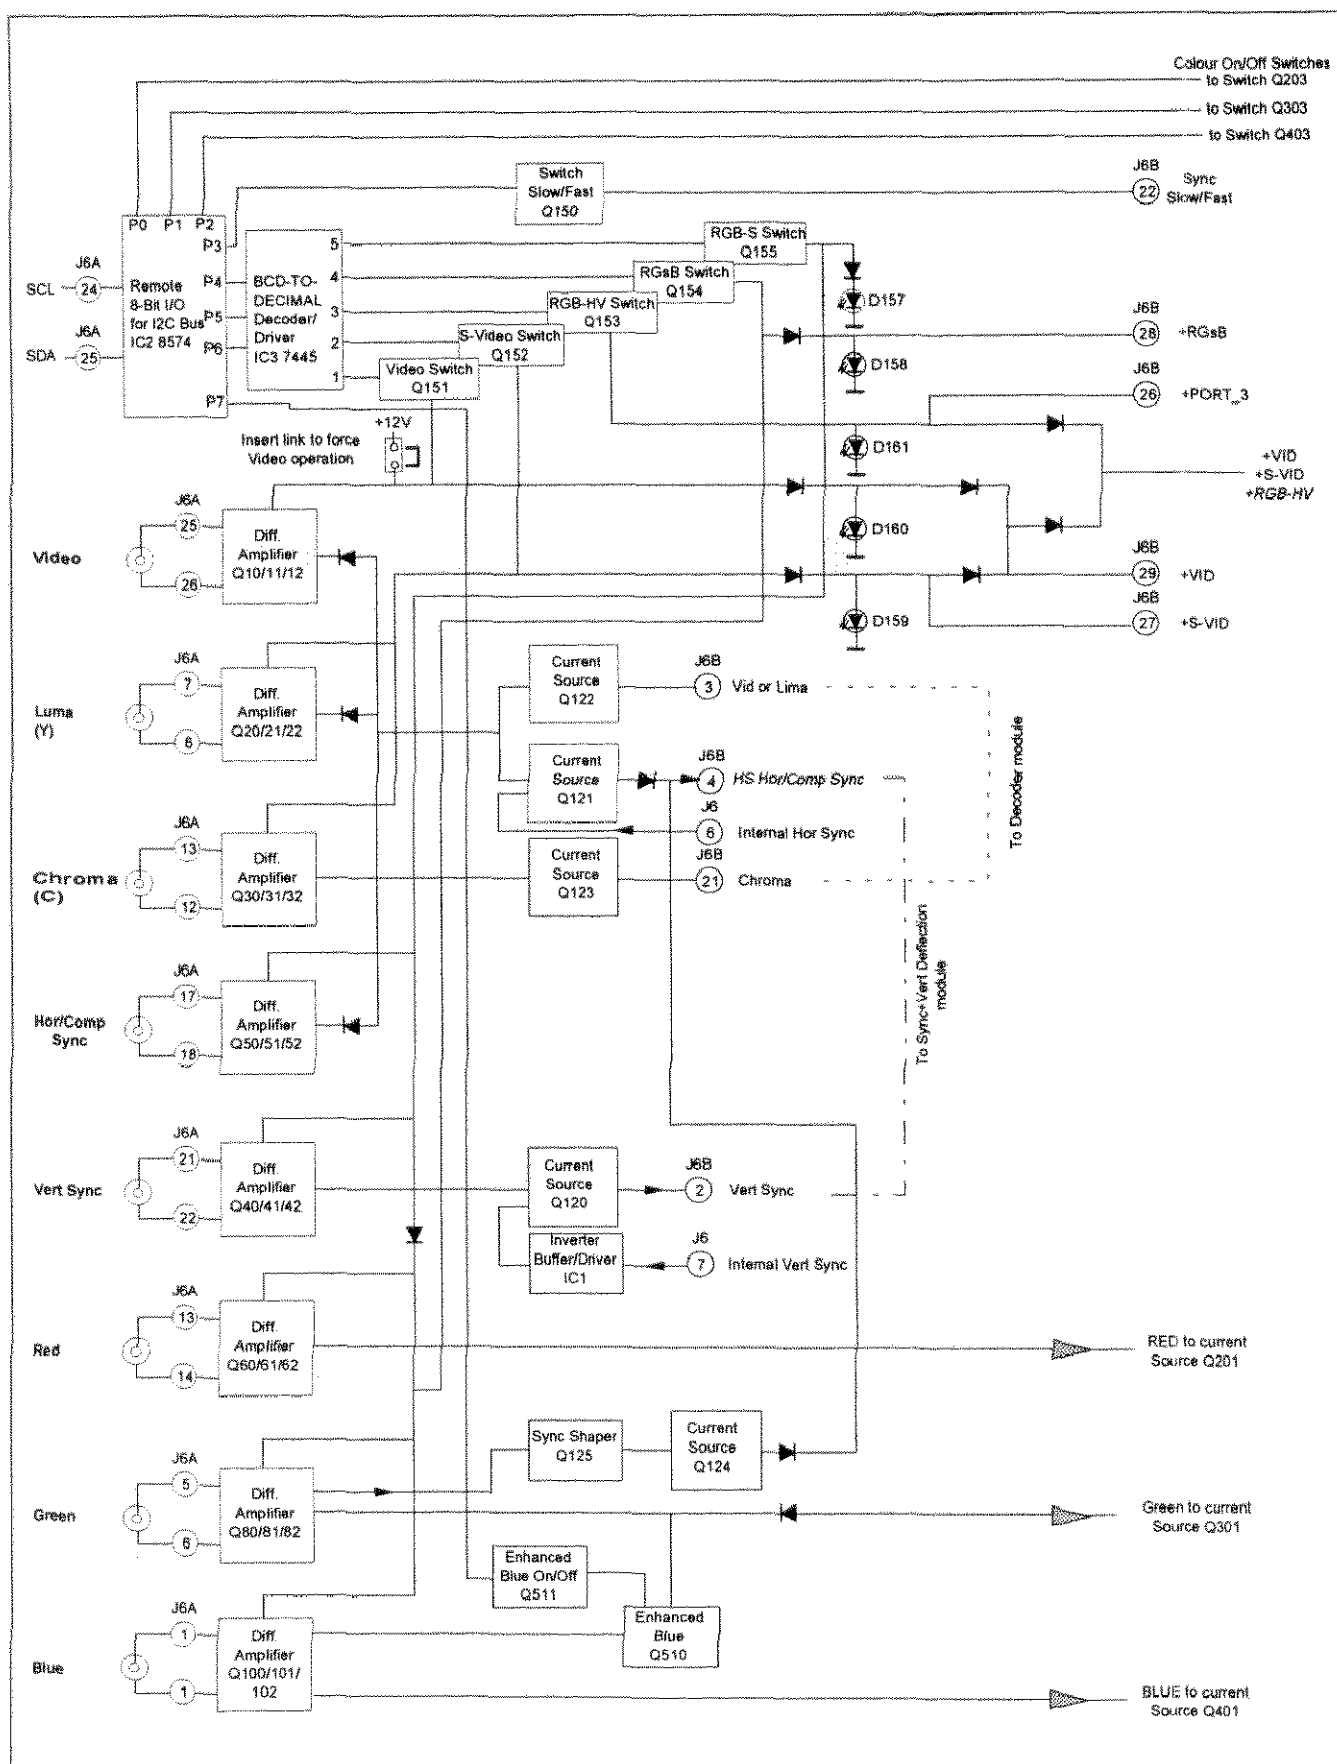 Colour On/Off Switches
to Switch Q203
to Switch Q303
to Switch Q403
J6B
22
Sync
Slow/Fast
Switch
Slow/Fast
Q150
P0 P1 P2
P3
P4
P5
P6
P7
J6A
SCL
24
J6A
SDA
25
Remote
8-Bit I/O
for I2C Bus
IC2 8574
BCD-TO-
DECIMAL
Decoder/
Driver
IC3 7445
5
4
3
2
1
RGB-S Switch
Q155
RGsB Switch
Q154
RGB-HV Switch
Q153
S-Video Switch
Q152
Video Switch
Q151
D157
D158
D161
D160
D159
J6B
28
+RGsB
J6B
26
+PORT_3
+VID
+S-VID
+RGB-HV
J6B
29
+VID
J6B
27
+S-VID
+12V
Insert link to force
Video operation
Video
J6A
25
26
Diff.
Amplifier
Q10/11/12
Luma
(Y)
J6A
7
6
Diff.
Amplifier
Q20/21/22
Current
Source
Q122
J6B
3
Vid or Lima
Current
Source
Q121
J6B
4
HS Hor/Comp Sync
J6
6
Internal Hor Sync
To Decoder module
Chroma
(C)
J6A
13
12
Diff.
Amplifier
Q30/31/32
Current
Source
Q123
J6B
21
Chroma
To Sync+Vert Deflection
module
Hor/Comp
Sync
J6A
17
18
Diff.
Amplifier
Q50/51/52
Vert Sync
J6A
21
22
Diff.
Amplifier
Q40/41/42
Current
Source
Q120
J6B
2
Vert Sync
Inverter
Buffer/Driver
IC1
J6
7
Internal Vert Sync
Red
J6A
13
14
Diff.
Amplifier
Q60/61/62
RED to current
Source Q201
Green
J6A
5
6
Diff.
Amplifier
Q80/81/82
Sync Shaper
Q125
Current
Source
Q124
Green to current
Source Q301
Enhanced
Blue On/Off
Q511
Enhanced
Blue
Q510
Blue
J6A
1
1
Diff.
Amplifier
Q100/101/
102
BLUE to current
Source Q401